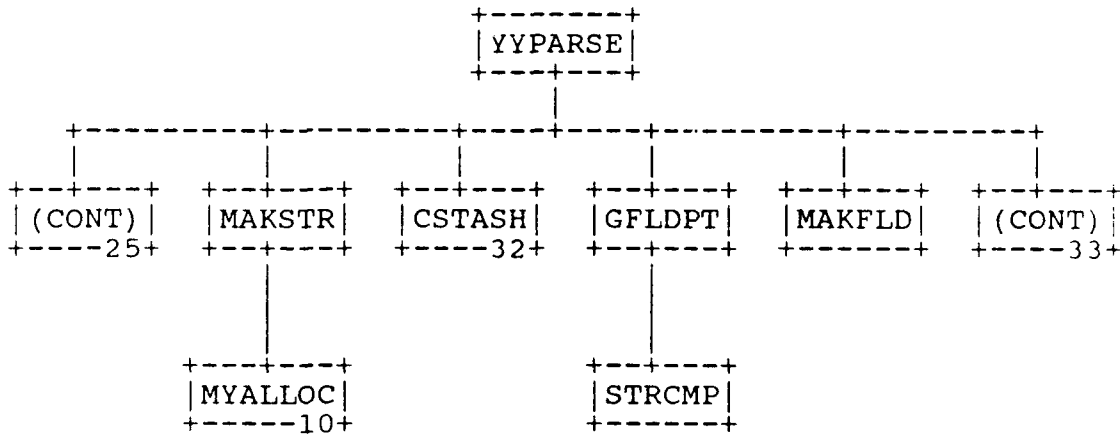 YYPARSE
(CONT) MAKSTR CSTASH GFLDPT MAKFLD (CONT)
25 32 33
MYALLOC STRCMP
10